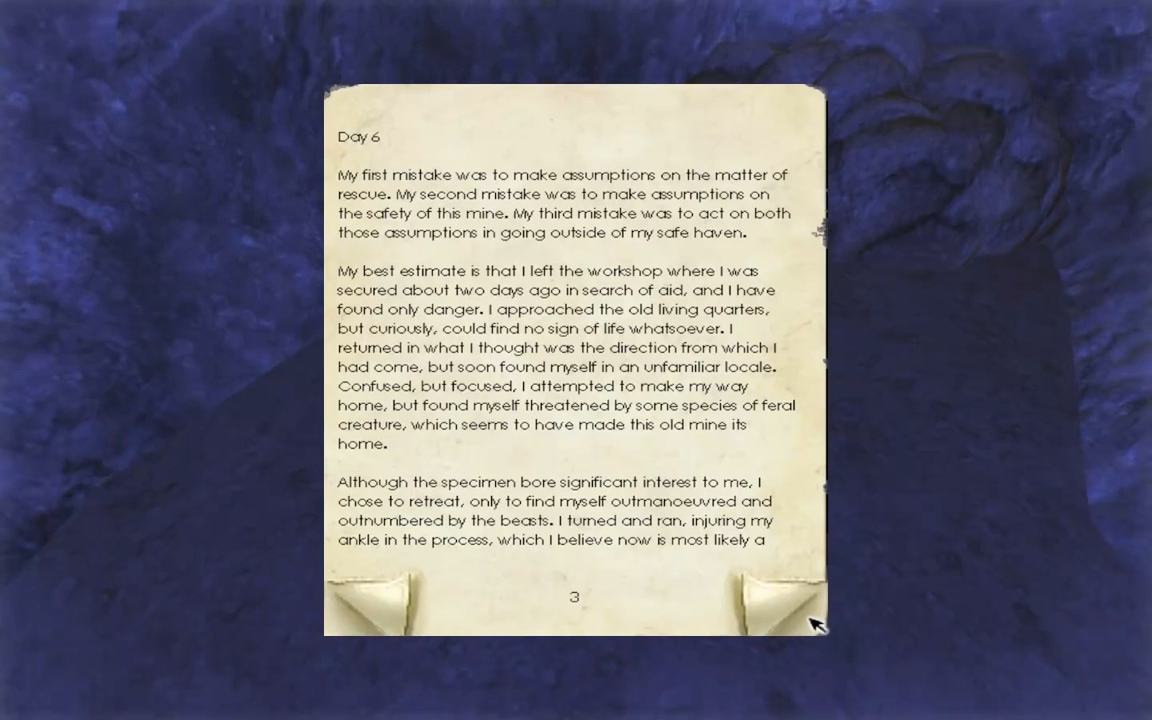 Day 6
My first mistake was to make assumptions on the matter of
rescue. My second mistake was to make assumptions on
the safety of this mine. My third mistake was to act on both
those assumptions in going outside of my safe haven.
My best estimate is that I left the workshop where I was
secured about two days ago in search of aid, and I have
found only danger. I approached the old living quarters,
but curiously, could find no sign of life whatsoever. I
returned in what I thought was the direction from which I
had come, but soon found myself in an unfamiliar locale.
Confused, but focused, I attempted to make my way
home, but found myself threatened by some species of feral
creature, which seems to have made this old mine its
home.
Although the specimen bore significant interest to me, I
chose to retreat, only to find myself outmanoeuvred and
outnumbered by the beasts. I turned and ran, injuring my
ankle in the process, which I believe now is most likely a
3